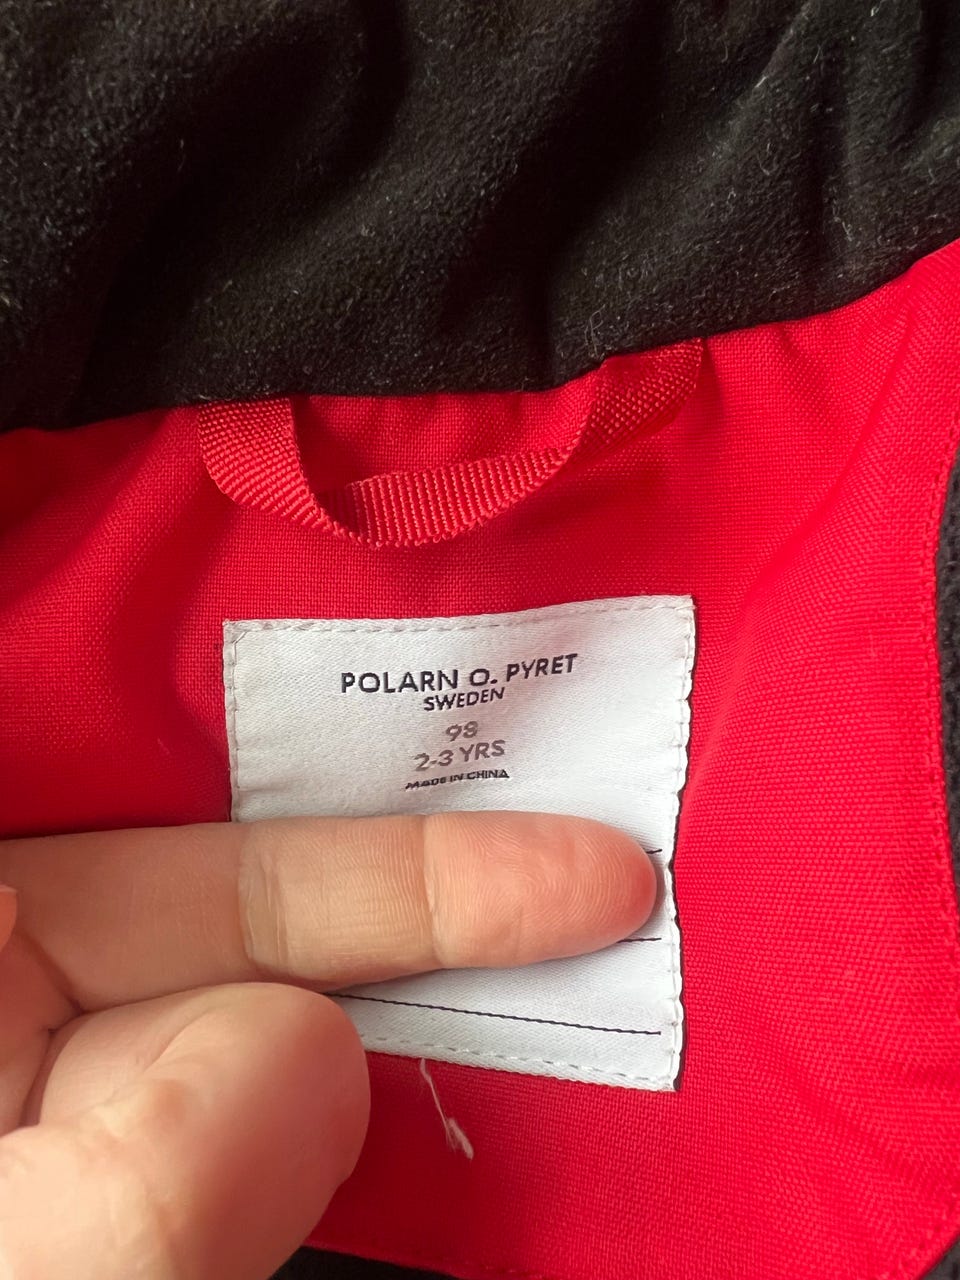 POLARN O. PYRET
SWEDEN
98
2-3 YRS
MADE IN CHINA